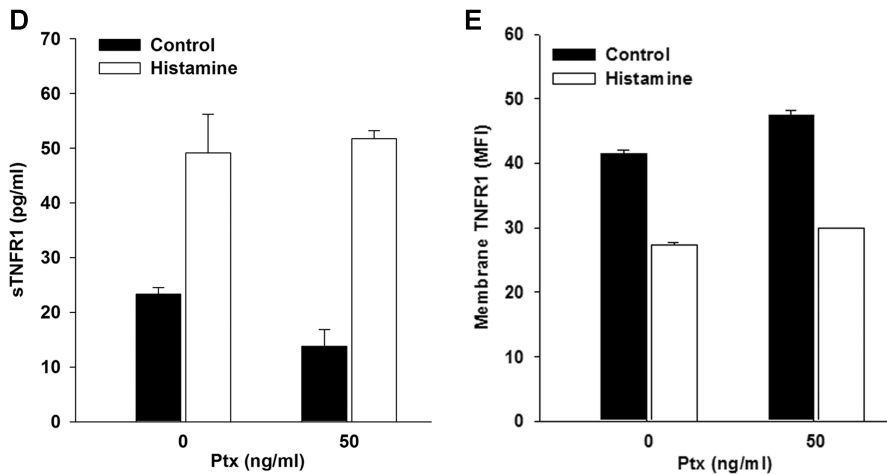 D
sTNFR1 (pg/ml)
70
60
50
40
30
20
10
0
Control
Histamine
0
50
Ptx (ng/ml)
E
Membrane TNFR1 (MFI)
60
50
40
30
20
10
0
Control
Histamine
0
50
Ptx (ng/ml)